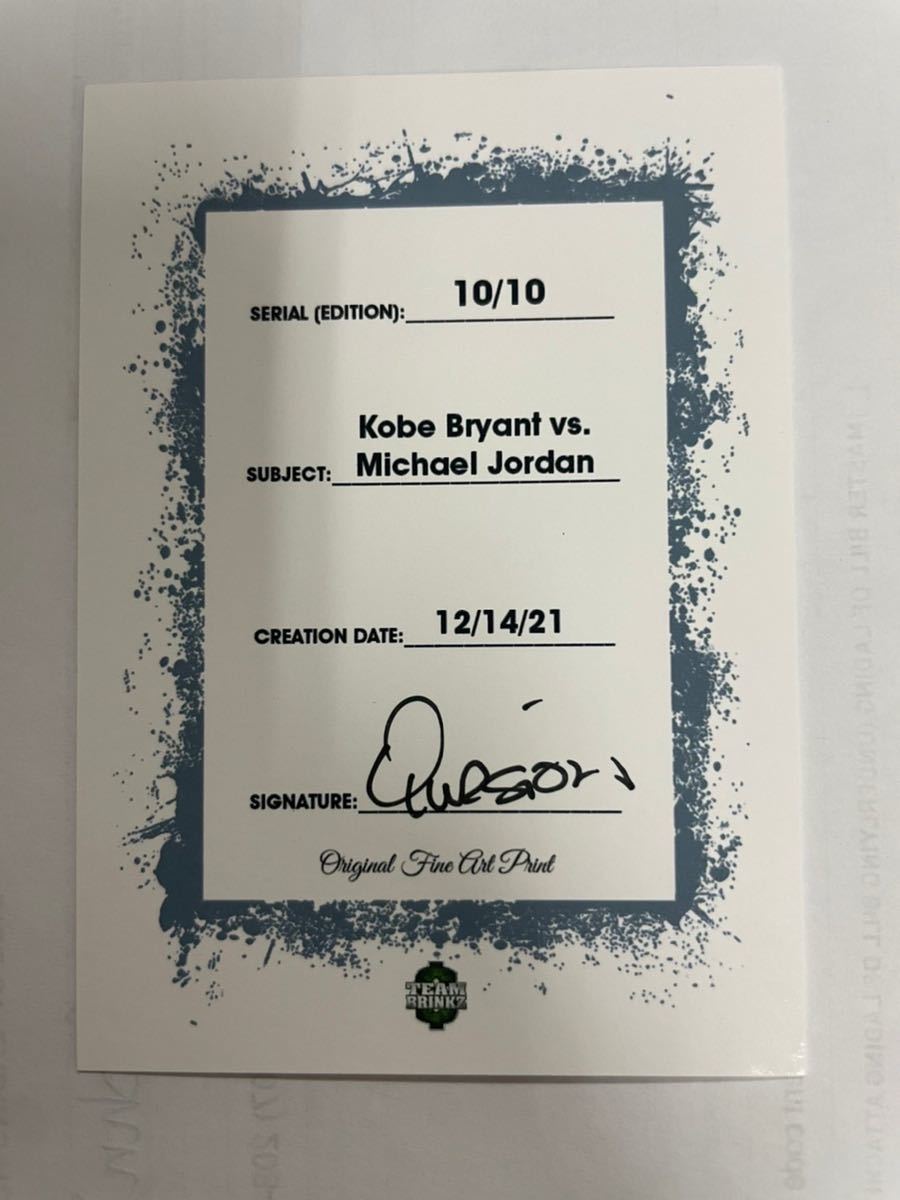 SERIAL (EDITION): 10/10
Kobe Bryant vs.
SUBJECT: Michael Jordan
CREATION DATE: 12/14/21
SIGNATURE:
Original Fine Art Print
TEAM
BRINKZ